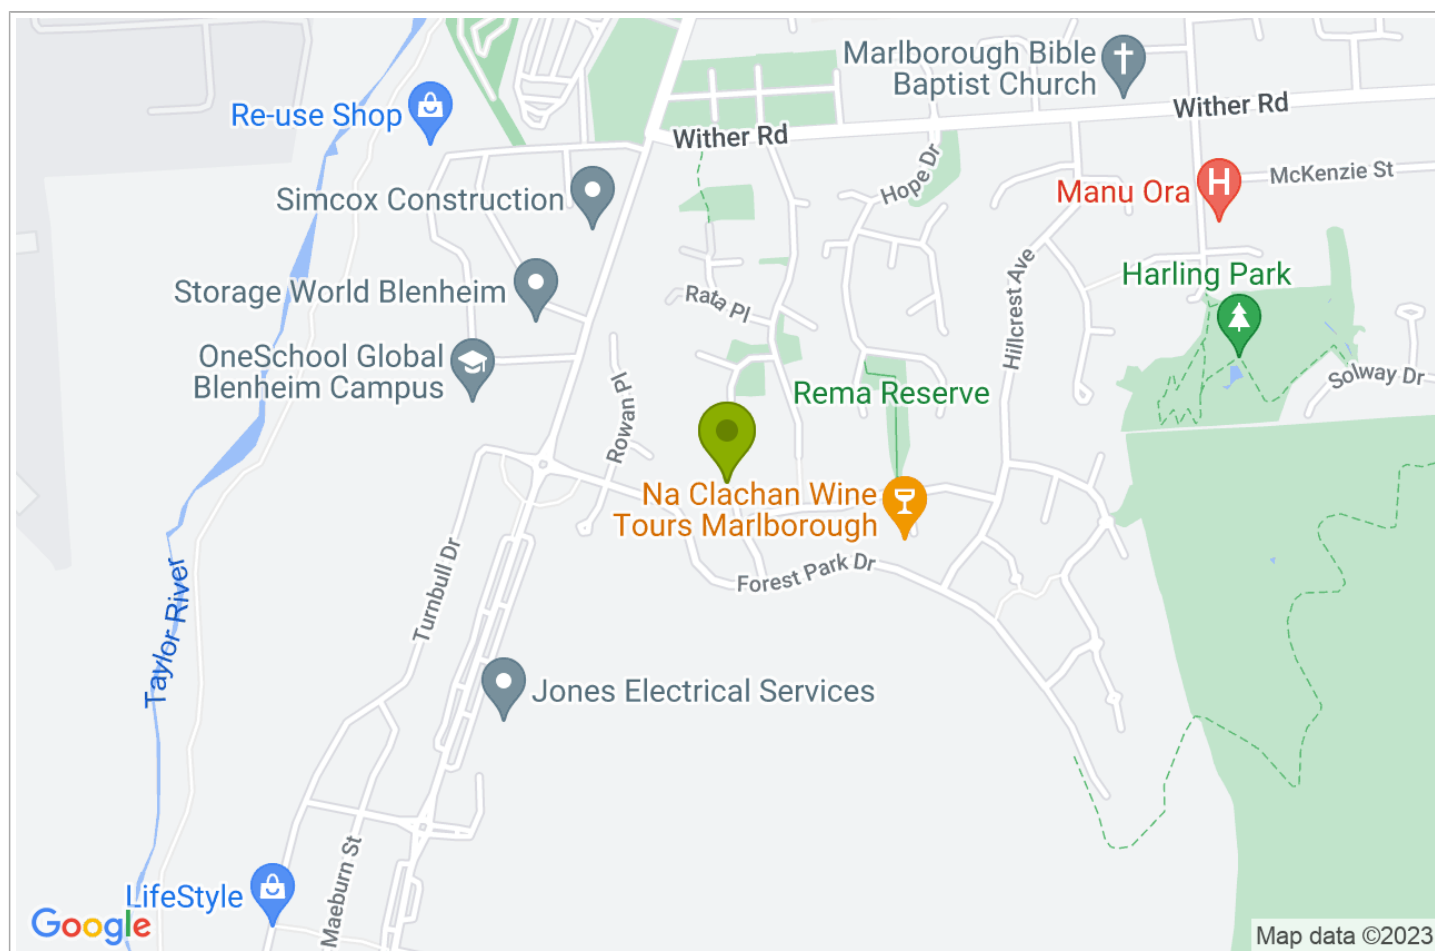 Marlborough Bible
Baptist Church
Wither Rd
Re-use Shop
Wither Rd
Hope Dr
McKenzie St
Manu Ora
Simcox Construction
Harling Park
Storage World Blenheim
Rata Pl
Hillcrest Ave
OneSchool Global
Blenheim Campus
Rowan Pl
Rema Reserve
Solway Dr
Na Clachan Wine
Tours Marlborough
Forest Park Dr
Turnbull Dr
Taylor River
Jones Electrical Services
LifeStyle
Maeburn St
Google
Map data ©2023